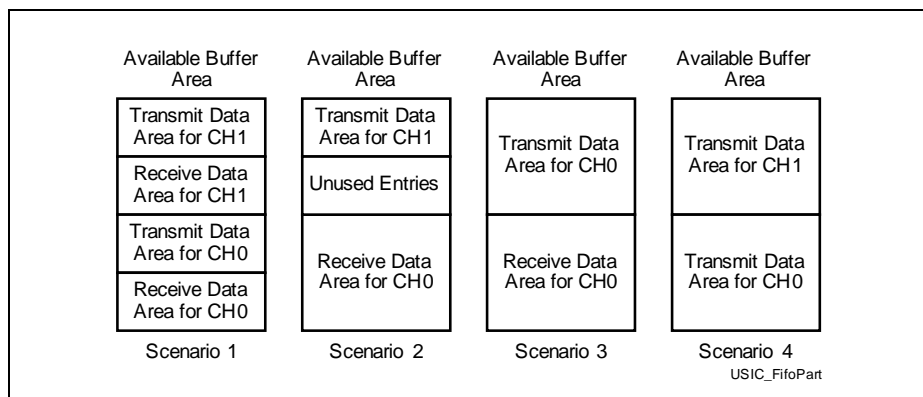 Available Buffer
Area
Transmit Data
Area for CH1
Receive Data
Area for CH1
Transmit Data
Area for CH0
Receive Data
Area for CH0
Scenario 1
Available Buffer
Area
Transmit Data
Area for CH1
Unused Entries
Receive Data
Area for CH0
Scenario 2
Available Buffer
Area
Transmit Data
Area for CH0
Receive Data
Area for CH0
Scenario 3
Available Buffer
Area
Transmit Data
Area for CH1
Transmit Data
Area for CH0
Scenario 4
USIC_FifoPart